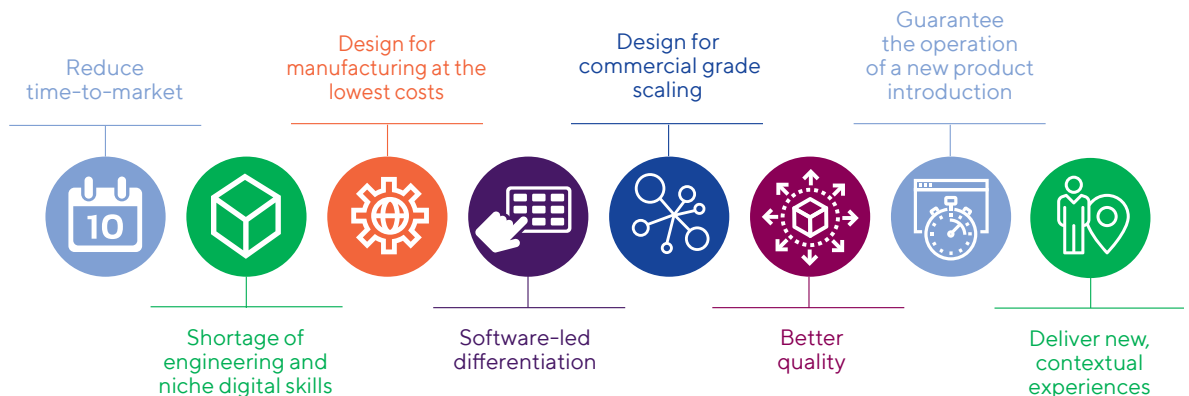 Reduce
time-to-market
10
Shortage of
engineering and
niche digital skills
Design for
manufacturing at the
lowest costs
Software-led
differentiation
Design for
commercial grade
scaling
Better
quality
Guarantee
the operation
of a new product
introduction
Deliver new,
contextual
experiences